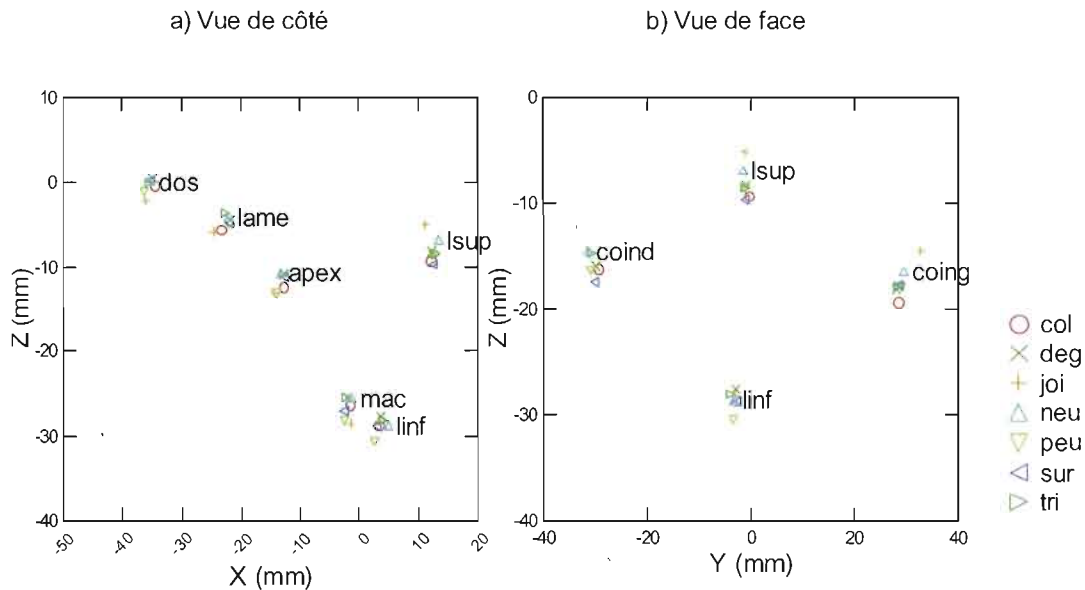 a) Vue de côté
b) Vue de face
10
0
-10
-20
-30
-40
Z (mm)
-50
-40
-30
-20
-10
0
10
20
X (mm)
dos
lame
apex
lsup
mac
linf
0
-10
-20
-30
-40
Z (mm)
-40
-20
0
20
40
Y (mm)
lsup
coind
coing
linf
col
deg
joi
neu
peu
sur
tri